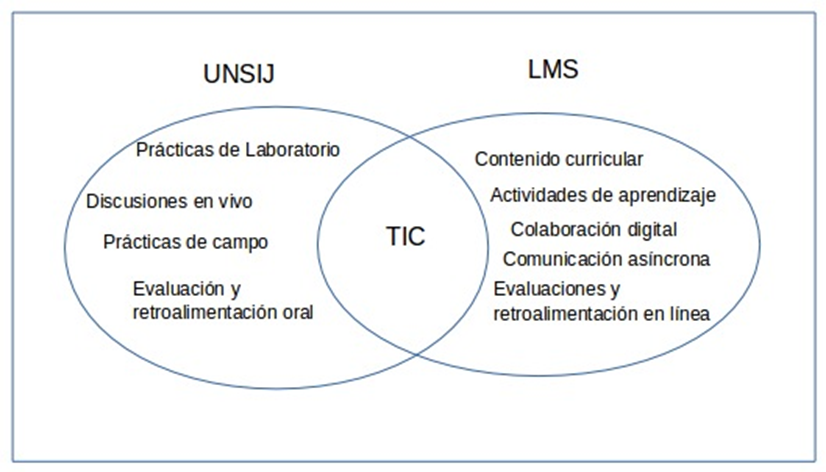 UNSIJ
LMS
Prácticas de Laboratorio
Discusiones en vivo
Prácticas de campo
Evaluación y
retroalimentación oral
TIC
Contenido curricular
Actividades de aprendizaje
Colaboración digital
Comunicación asíncrona
Evaluaciones y
retroalimentación en línea